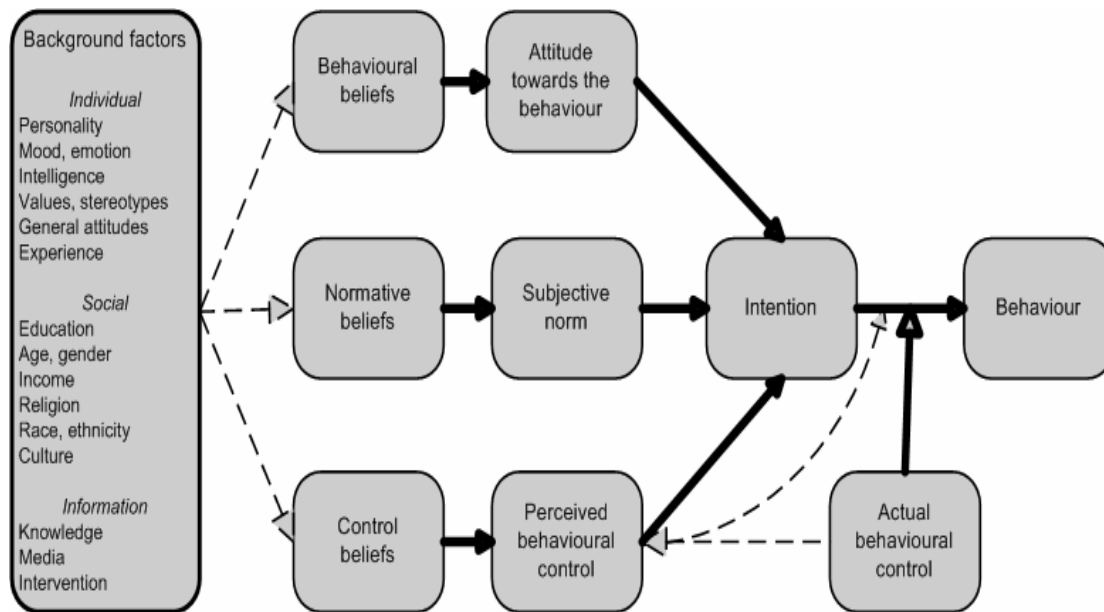 Background factors
Individual
Personality
Mood, emotion
Intelligence
Values, stereotypes
General attitudes
Experience
Social
Education
Age, gender
Income
Religion
Race, ethnicity
Culture
Information
Knowledge
Media
Intervention
Behavioural
beliefs
Attitude
towards the
behaviour
Normative
beliefs
Subjective
norm
Intention
Behaviour
Control
beliefs
Perceived
behavioural
control
Actual
behavioural
control